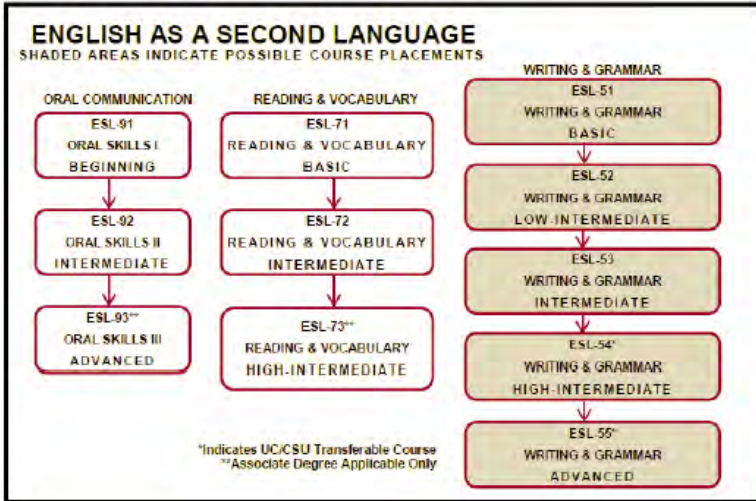 ENGLISH AS A SECOND LANGUAGE
SHADED AREAS INDICATE POSSIBLE COURSE PLACEMENTS
ORAL COMMUNICATION
ESL-91
ORAL SKILLS I
BEGINNING
ESL-92
ORAL SKILLS II
INTERMEDIATE
ESL-93**
ORAL SKILLS III
ADVANCED
READING & VOCABULARY
ESL-71
READING & VOCABULARY
BASIC
ESL-72
READING & VOCABULARY
INTERMEDIATE
ESL-73**
READING & VOCABULARY
HIGH-INTERMEDIATE
WRITING & GRAMMAR
ESL-51
WRITING & GRAMMAR
BASIC
ESL-52
WRITING & GRAMMAR
LOW-INTERMEDIATE
ESL-53
WRITING & GRAMMAR
INTERMEDIATE
ESL-54*
WRITING & GRAMMAR
HIGH-INTERMEDIATE
ESL-55*
WRITING & GRAMMAR
ADVANCED
*Indicates UC/CSU Transferable Course
**Associate Degree Applicable Only